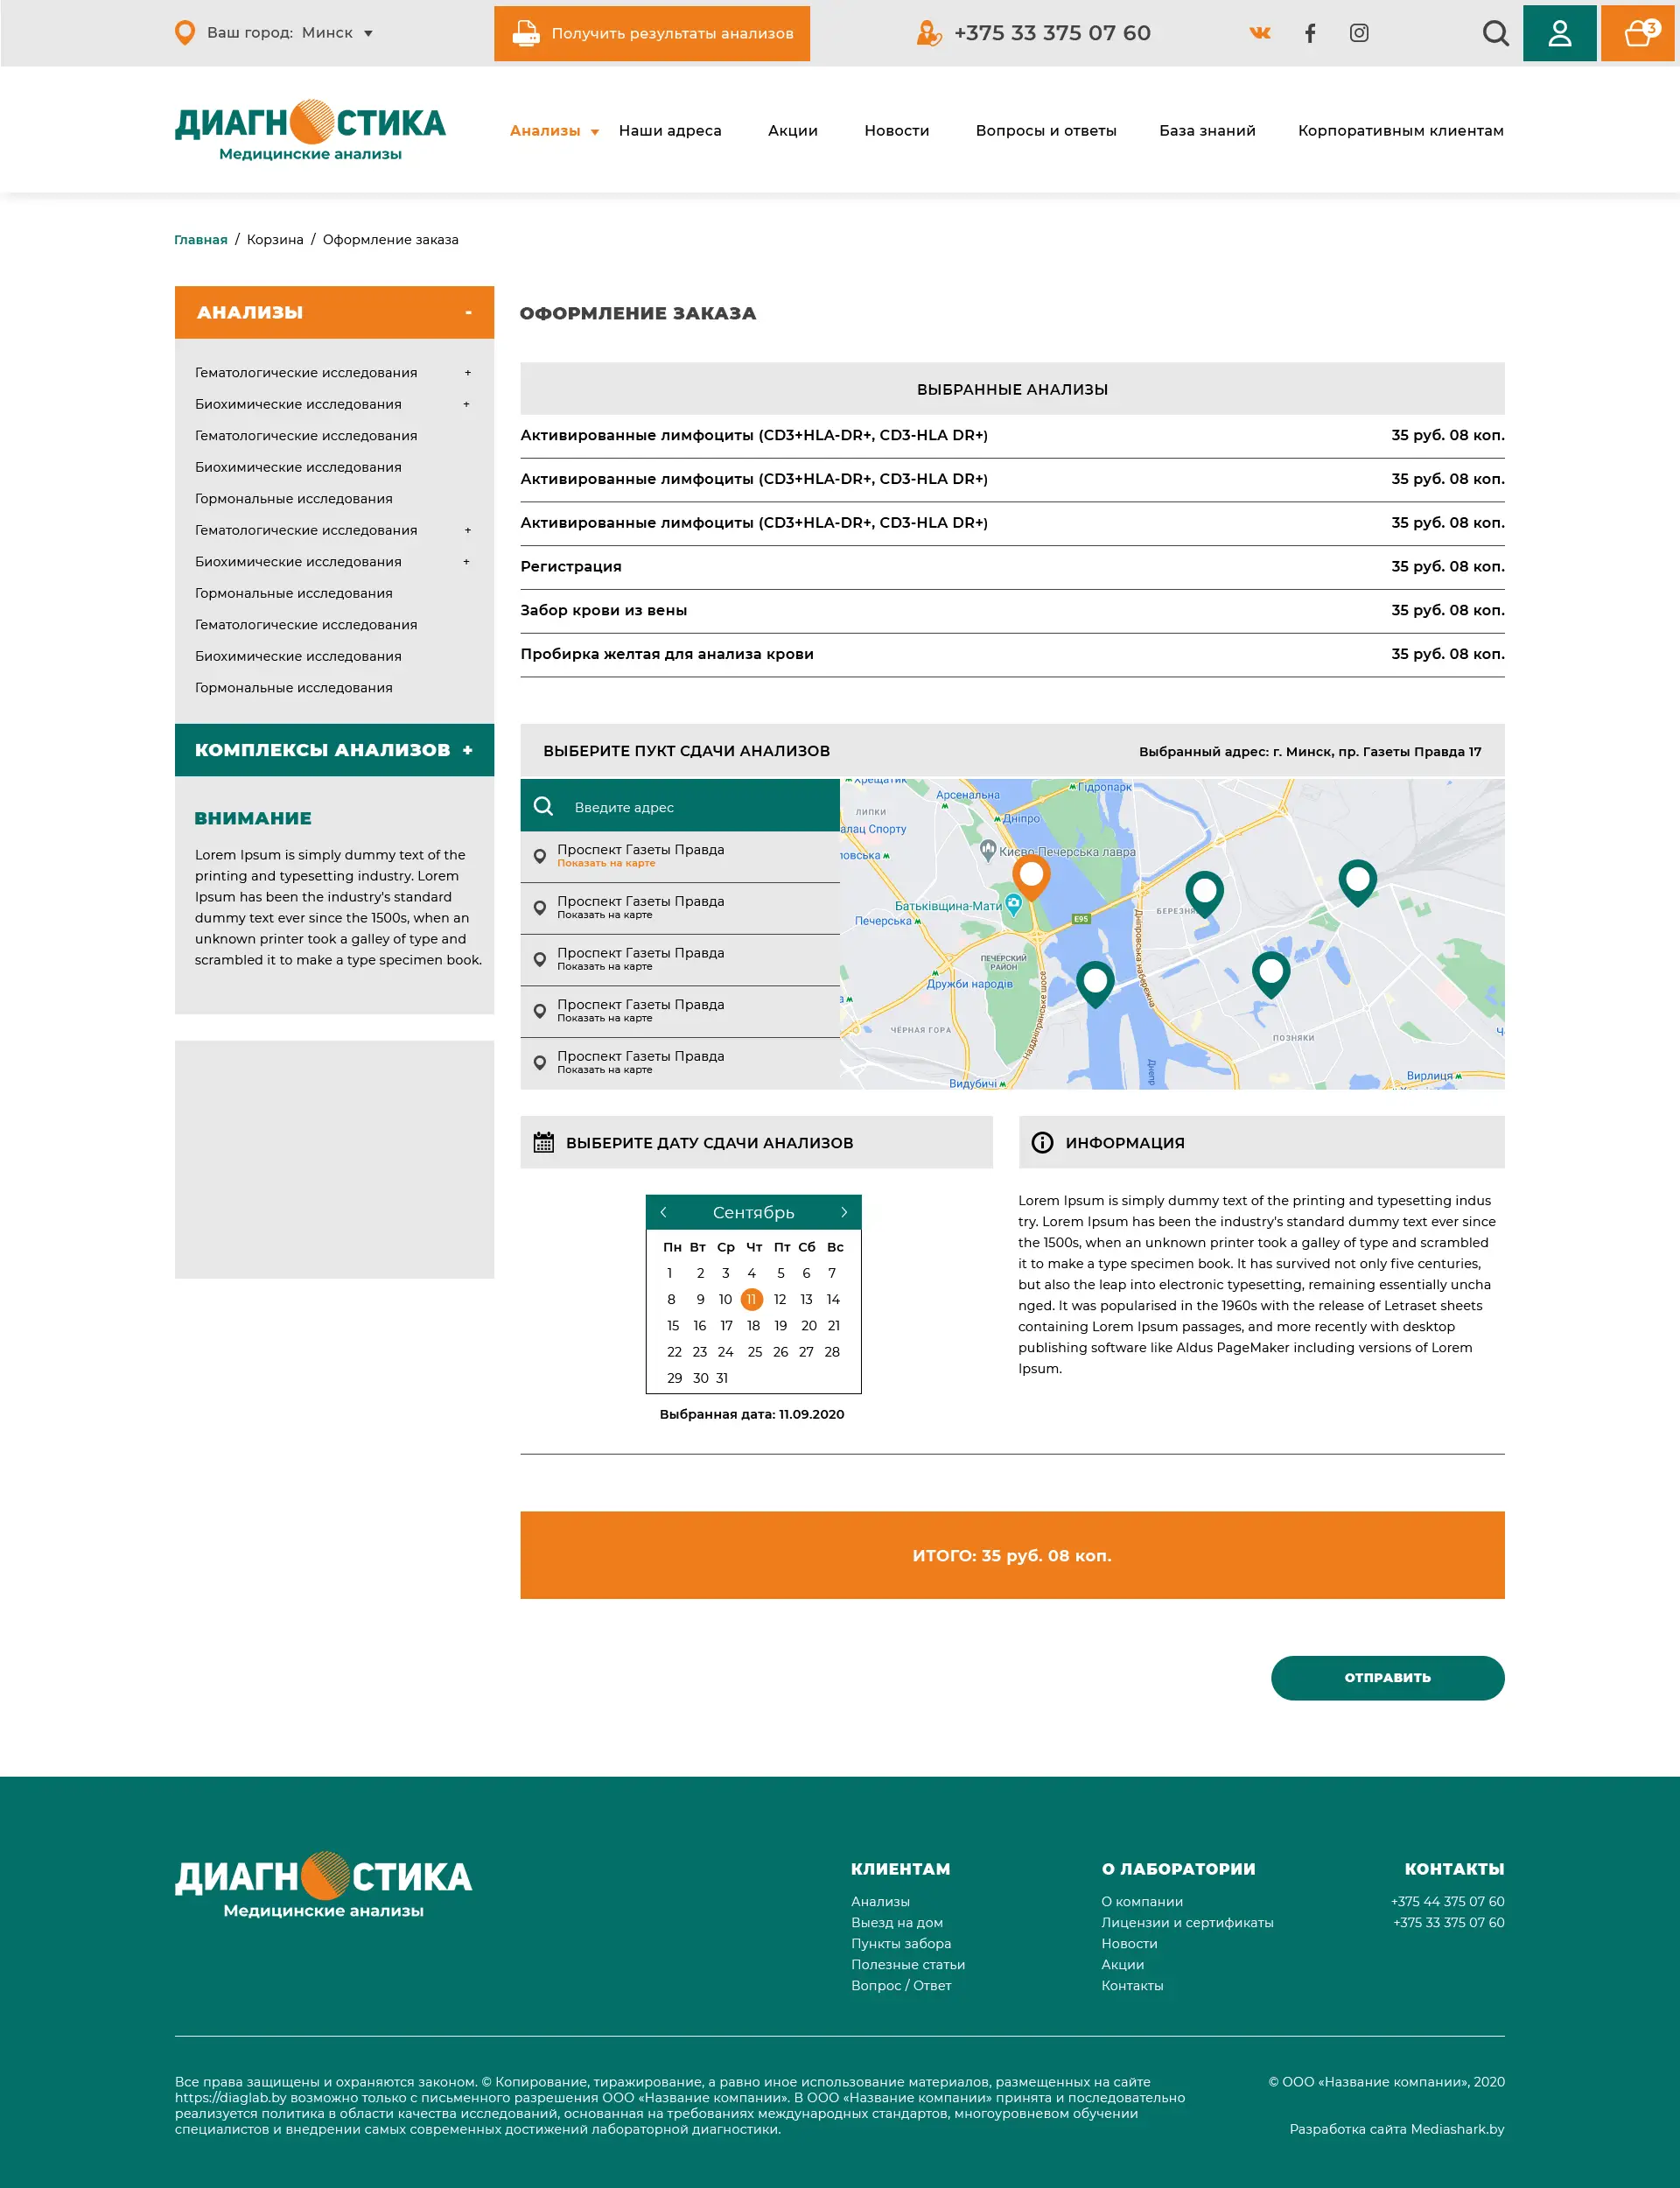 Ваш город: Минск
Получить результаты анализов
+375 33 375 07 60
3
ДИАГНОСТИКА
Медицинские анализы
Анализы
Наши адреса
Акции
Новости
Вопросы и ответы
База знаний
Корпоративным клиентам
Главная / Корзина / Оформление заказа
АНАЛИЗЫ -
Гематологические исследования +
Биохимические исследования +
Гематологические исследования
Биохимические исследования
Гормональные исследования
Гематологические исследования +
Биохимические исследования +
Гормональные исследования
Гематологические исследования
Биохимические исследования
Гормональные исследования
КОМПЛЕКСЫ АНАЛИЗОВ +
ВНИМАНИЕ
Lorem Ipsum is simply dummy text of the
printing and typesetting industry. Lorem
Ipsum has been the industry's standard
dummy text ever since the 1500s, when an
unknown printer took a galley of type and
scrambled it to make a type specimen book.
ОФОРМЛЕНИЕ ЗАКАЗА
ВЫБРАННЫЕ АНАЛИЗЫ
Активированные лимфоциты (CD3+HLA-DR+, CD3-HLA DR+) 35 руб. 08 коп.
Активированные лимфоциты (CD3+HLA-DR+, CD3-HLA DR+) 35 руб. 08 коп.
Активированные лимфоциты (CD3+HLA-DR+, CD3-HLA DR+) 35 руб. 08 коп.
Регистрация 35 руб. 08 коп.
Забор крови из вены 35 руб. 08 коп.
Пробирка желтая для анализа крови 35 руб. 08 коп.
ВЫБЕРИТЕ ПУКТ СДАЧИ АНАЛИЗОВ
Выбранный адрес: г. Минск, пр. Газеты Правда 17
Введите адрес
Проспект Газеты Правда
Показать на карте
Проспект Газеты Правда
Показать на карте
Проспект Газеты Правда
Показать на карте
Проспект Газеты Правда
Показать на карте
Проспект Газеты Правда
Показать на карте
Хрещатик
Арсенальна
Гідропарк
ЛИПКИ
Дніпро
алац Спорту
Києво-Печерська лавра
ловська
Батьківщина-Мати
Печерська
E95
БЕРЕЗНЯ
ПЕЧЕРСКИЙ
РАЙОН
Дружби народів
Дніпровська набережна
Наддніпрянське шосе
ЧЁРНАЯ ГОРА
ПОЗНЯКИ
Днепр
Видубичі
Вирлиця
ВЫБЕРИТЕ ДАТУ СДАЧИ АНАЛИЗОВ
Сентябрь
Пн Вт Ср Чт Пт Сб Вс
1 2 3 4 5 6 7
8 9 10 11 12 13 14
15 16 17 18 19 20 21
22 23 24 25 26 27 28
29 30 31
Выбранная дата: 11.09.2020
ИНФОРМАЦИЯ
Lorem Ipsum is simply dummy text of the printing and typesetting indus
try. Lorem Ipsum has been the industry's standard dummy text ever since
the 1500s, when an unknown printer took a galley of type and scrambled
it to make a type specimen book. It has survived not only five centuries,
but also the leap into electronic typesetting, remaining essentially uncha
nged. It was popularised in the 1960s with the release of Letraset sheets
containing Lorem Ipsum passages, and more recently with desktop
publishing software like Aldus PageMaker including versions of Lorem
Ipsum.
ИТОГО: 35 руб. 08 коп.
ОТПРАВИТЬ
ДИАГНОСТИКА
Медицинские анализы
КЛИЕНТАМ
Анализы
Выезд на дом
Пункты забора
Полезные статьи
Вопрос / Ответ
О ЛАБОРАТОРИИ
О компании
Лицензии и сертификаты
Новости
Акции
Контакты
КОНТАКТЫ
+375 44 375 07 60
+375 33 375 07 60
Все права защищены и охраняются законом. © Копирование, тиражирование, а равно иное использование материалов, размещенных на сайте
https://diaglab.by возможно только с письменного разрешения ООО «Название компании». В ООО «Название компании» принята и последовательно
реализуется политика в области качества исследований, основанная на требованиях международных стандартов, многоуровневом обучении
специалистов и внедрении самых современных достижений лабораторной диагностики.
© ООО «Название компании», 2020
Разработка сайта Mediashark.by